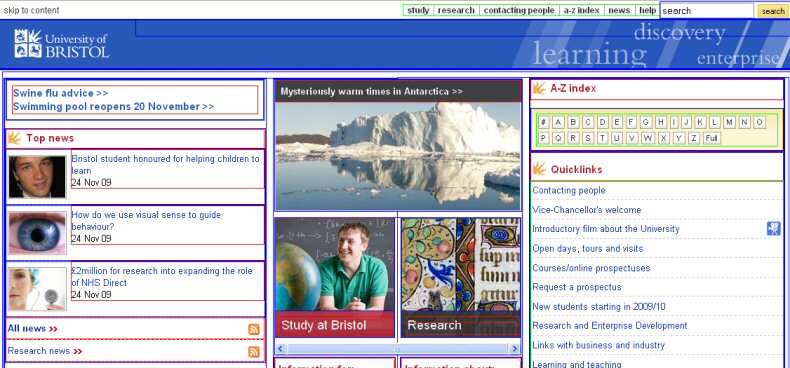 skip to content
study research contacting people a-z index news help search search
University of
BRISTOL
discovery
learning
enterprise
Swine flu advice >>
Swimming pool reopens 20 November >>
Top news
Bristol student honoured for helping children to
learn
24 Nov 09
How do we use visual sense to guide
behaviour?
24 Nov 09
£2million for research into expanding the role
of NHS Direct
24 Nov 09
All news >>
Research news >>
Mysteriously warm times in Antarctica >>
Study at Bristol
Research
Information for:
Information about:
A-Z index
# A B C D E F G H I J K L M N O
P Q R S T U V W X Y Z Full
Quicklinks
Contacting people
Vice-Chancellor's welcome
Introductory film about the University
Open days, tours and visits
Courses/online prospectuses
Request a prospectus
New students starting in 2009/10
Research and Enterprise Development
Links with business and industry
Learning and teaching